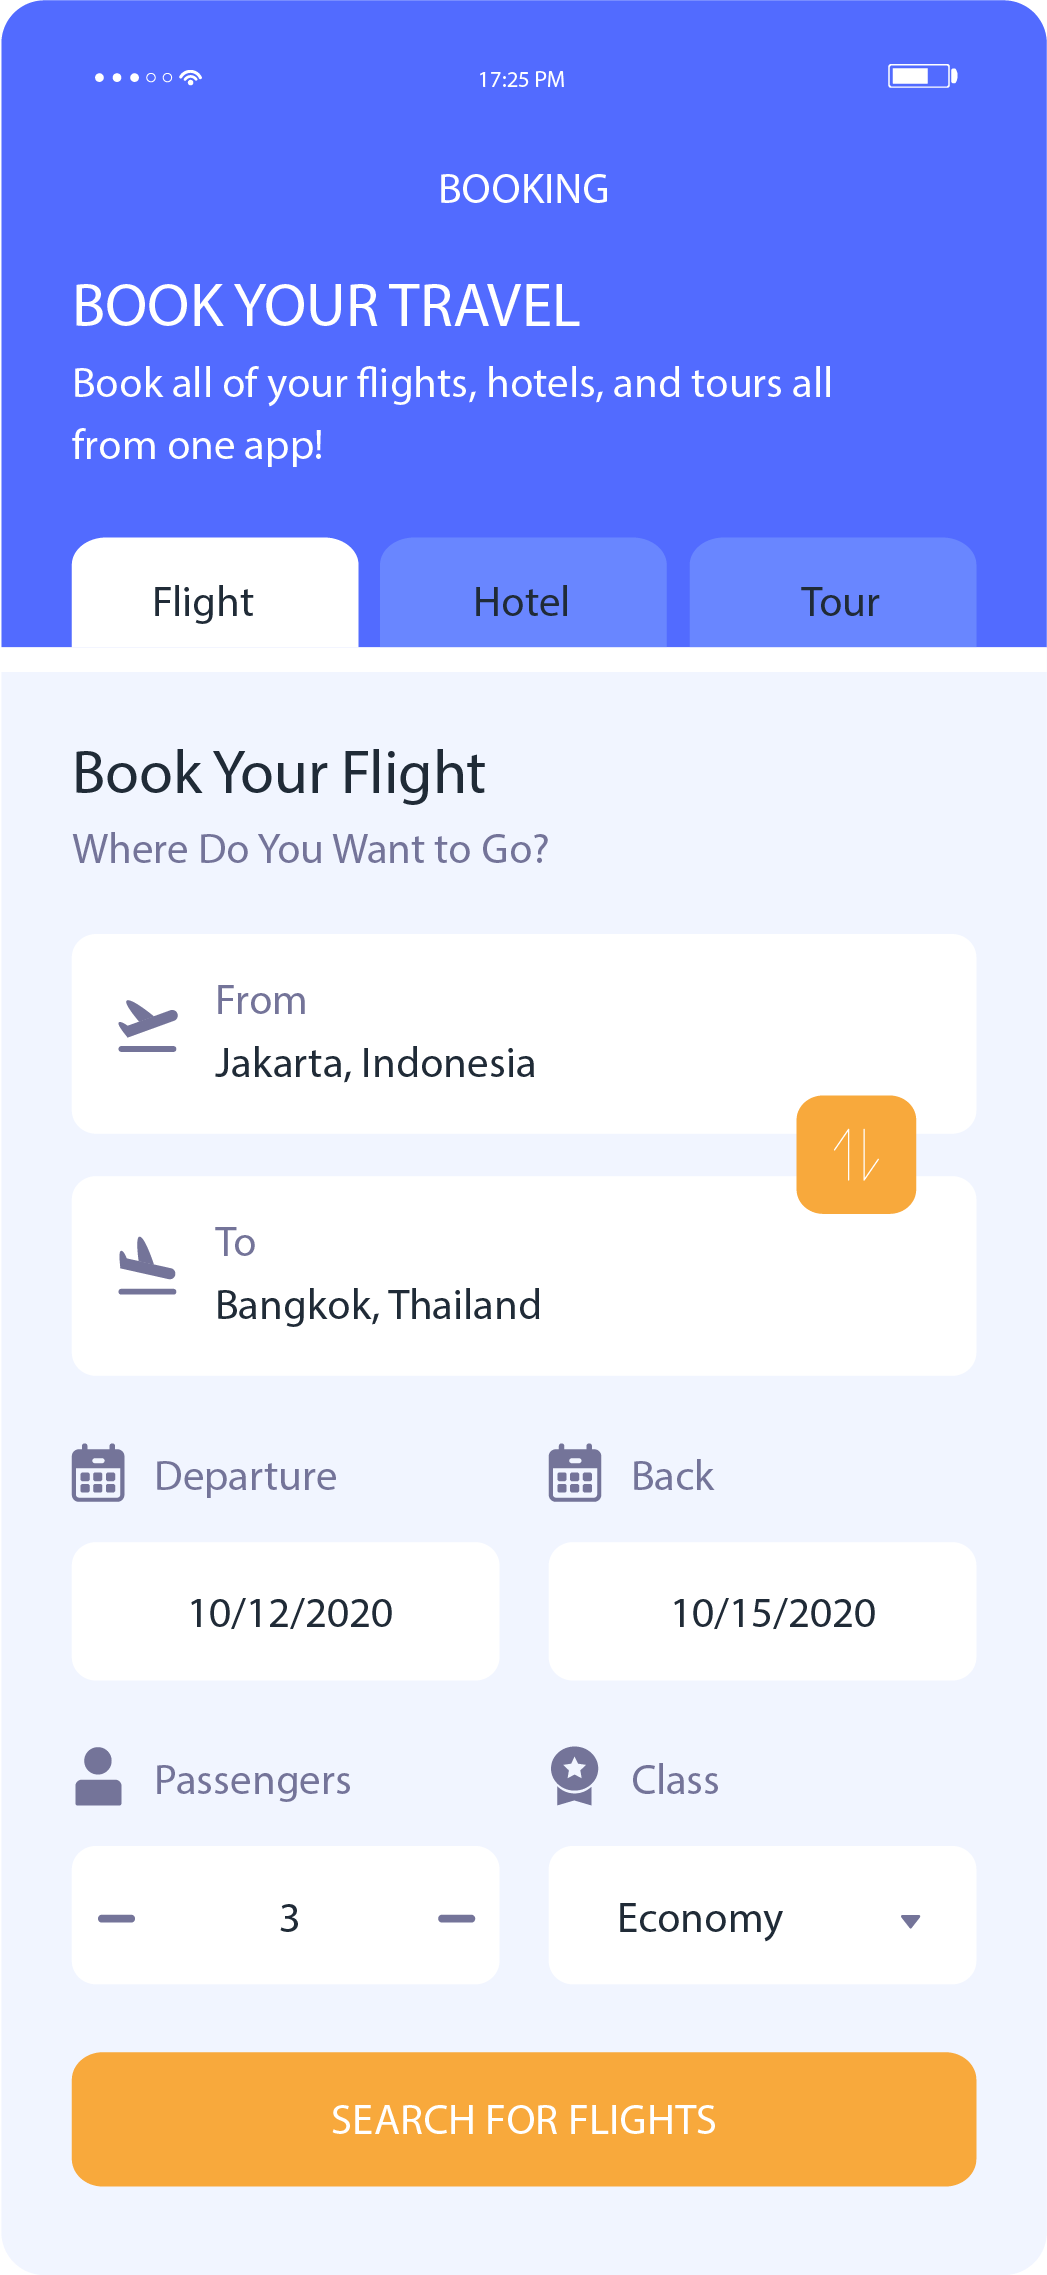 17:25 PM
BOOKING
BOOK YOUR TRAVEL
Book all of your flights, hotels, and tours all
from one app!
Flight
Hotel
Tour
Book Your Flight
Where Do You Want to Go?
From
Jakarta, Indonesia
To
Bangkok, Thailand
Departure
Back
10/12/2020
10/15/2020
Passengers
Class
3
Economy
SEARCH FOR FLIGHTS